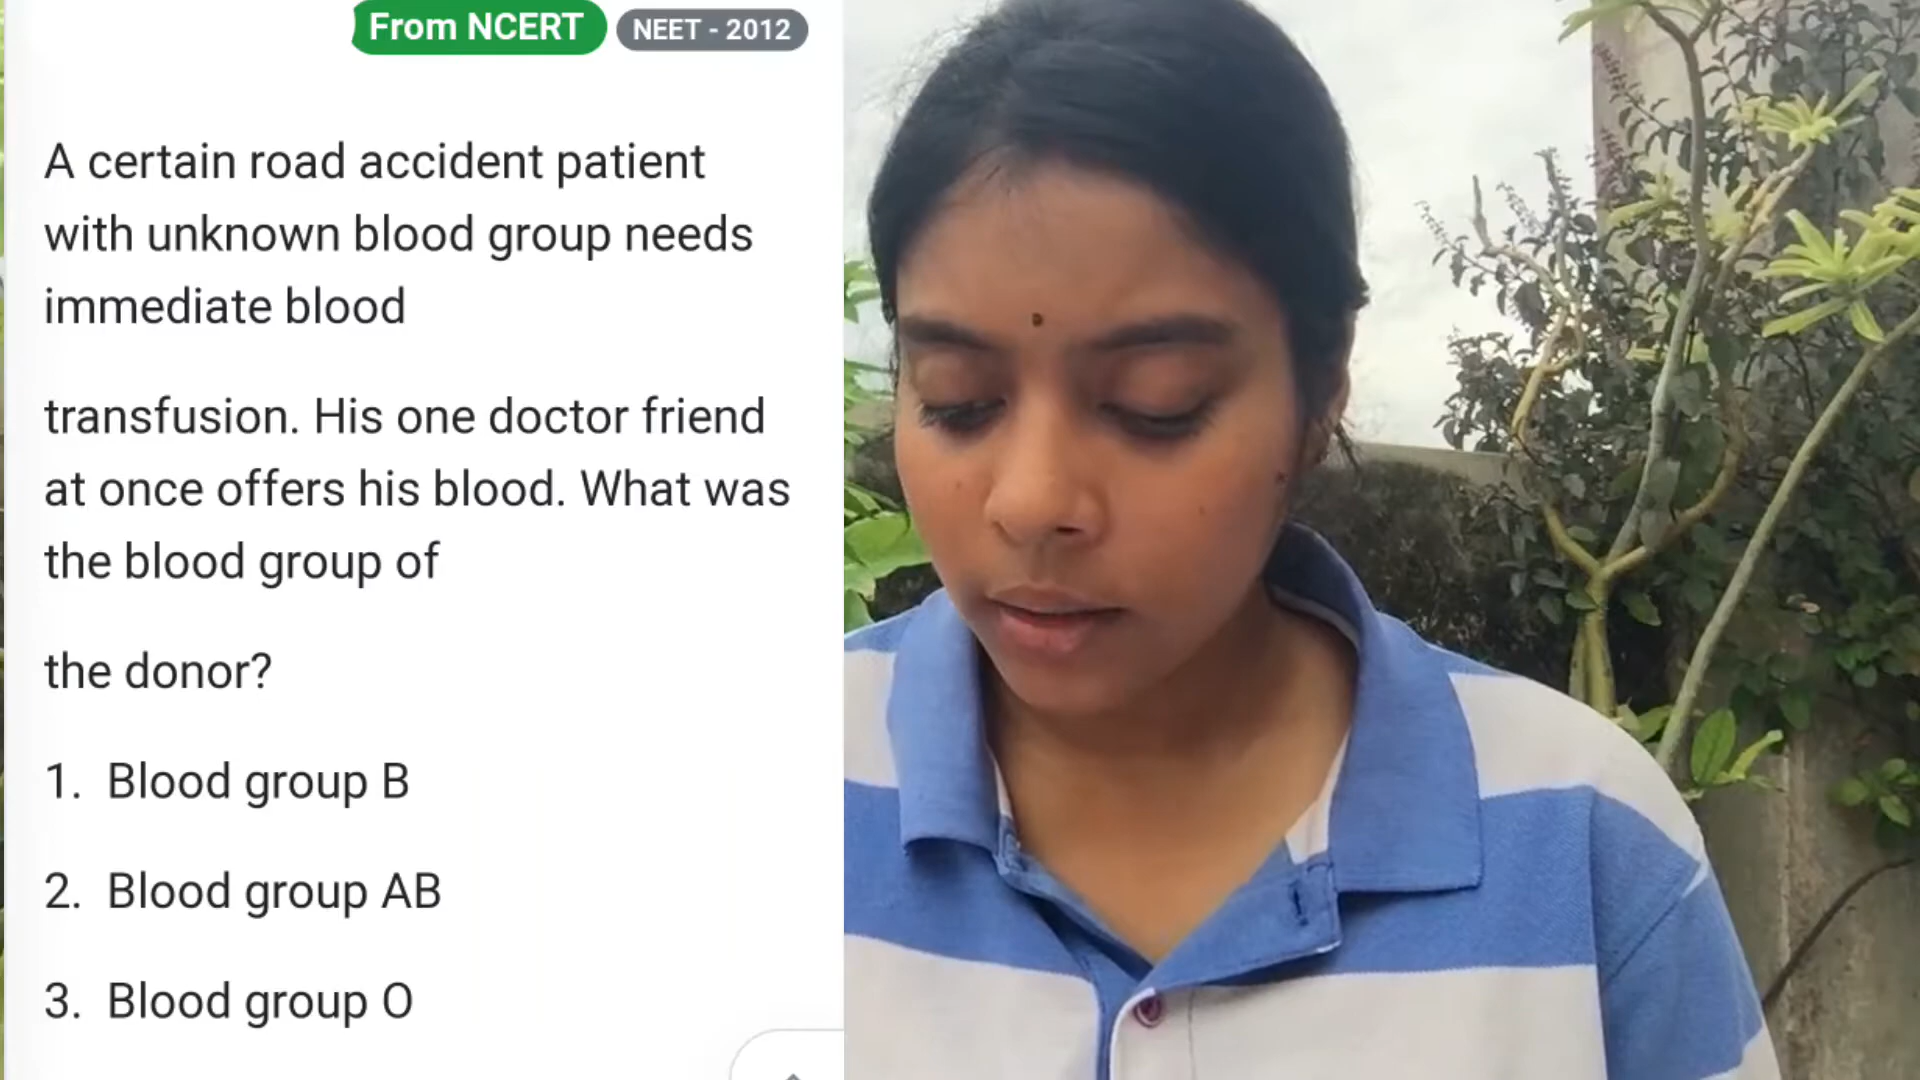 From NCERT NEET - 2012
A certain road accident patient
with unknown blood group needs
immediate blood
transfusion. His one doctor friend
at once offers his blood. What was
the blood group of
the donor?
1. Blood group B
2. Blood group AB
3. Blood group O